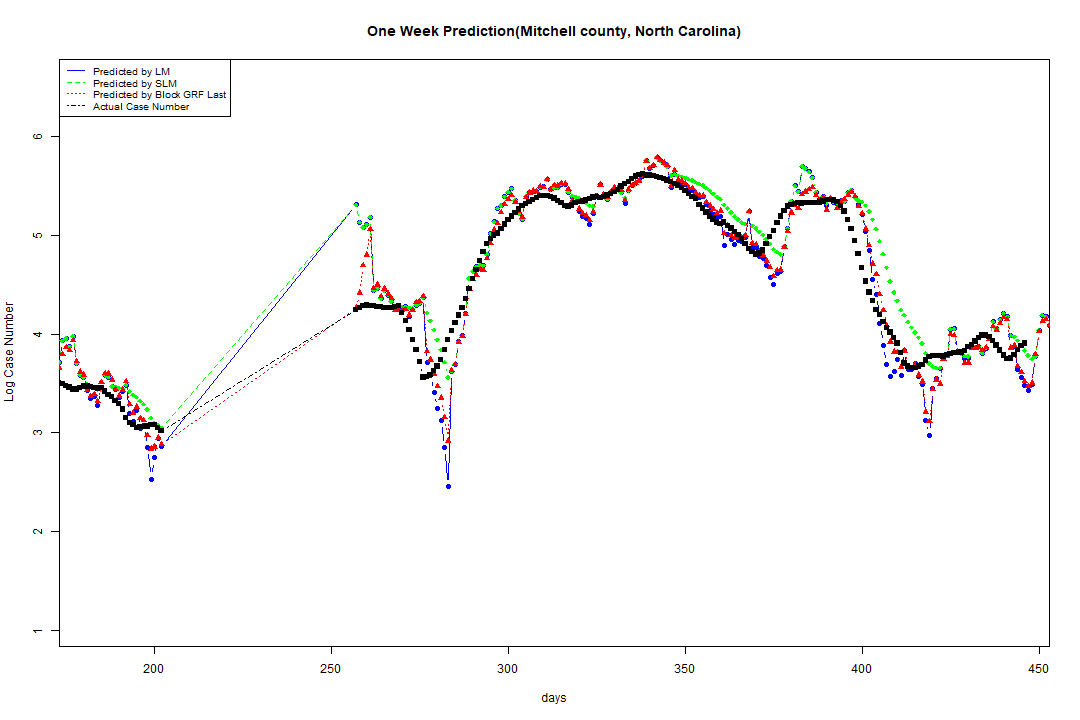 One Week Prediction(Mitchell county, North Carolina)
Predicted by LM
Predicted by SLM
Predicted by Block GRF Last
Actual Case Number
6
5
4
3
2
1
Log Case Number
200 250 300 350 400 450
days